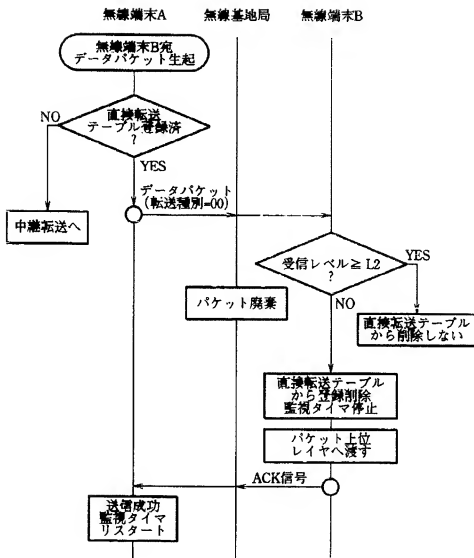 無線端末A
無線基地局
無線端末B
無線端末B宛
データパケット生起
直接転送
テーブル登録済
?
NO
YES
データパケット
(転送種別=00)
中継転送へ
受信レベル≧L2
?
YES
NO
パケット廃棄
直接転送テーブル
から削除しない
直接転送テーブル
から登録削除
監視タイマ停止
パケット上位
レイヤへ渡す
ACK信号
送信成功
監視タイマ
リスタート